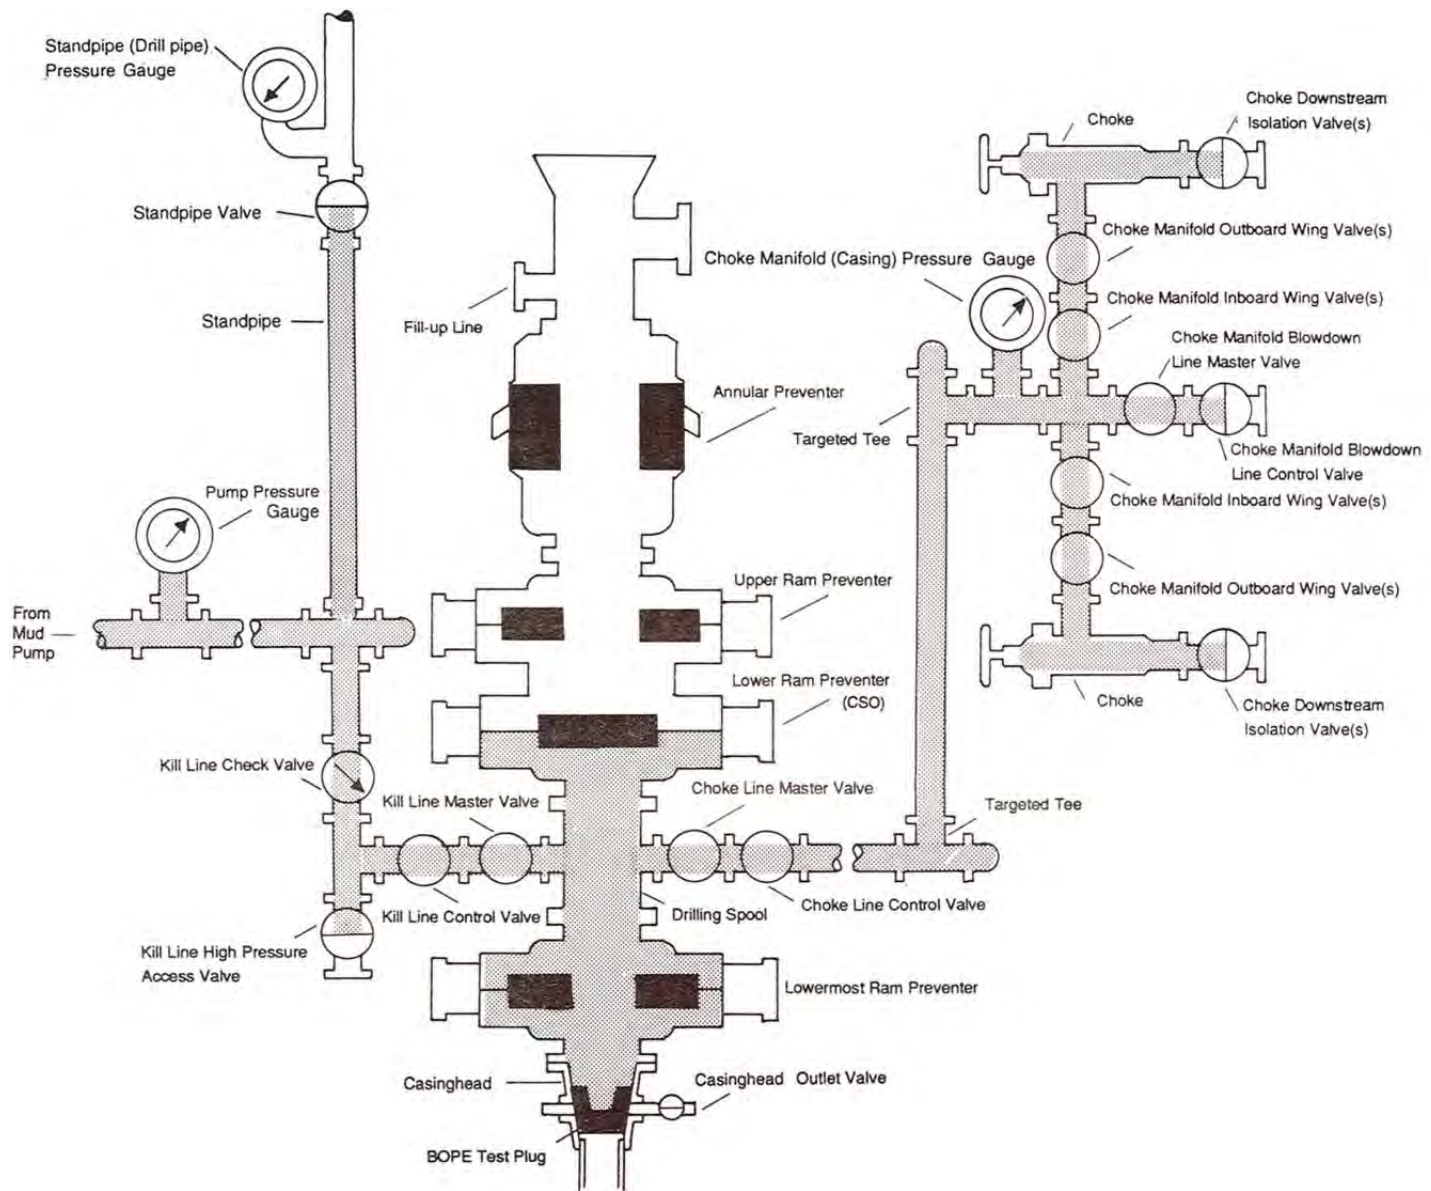 Standpipe (Drill pipe)
Pressure Gauge
Standpipe Valve
Standpipe
Fill-up Line
Choke Manifold (Casing) Pressure Gauge
Choke
Choke Downstream
Isolation Valve(s)
Choke Manifold Outboard Wing Valve(s)
Choke Manifold Inboard Wing Valve(s)
Choke Manifold Blowdown
Line Master Valve
Annular Preventer
Targeted Tee
Choke Manifold Blowdown
Line Control Valve
Choke Manifold Inboard Wing Valve(s)
Pump Pressure
Gauge
Upper Ram Preventer
Choke Manifold Outboard Wing Valve(s)
From
Mud
Pump
Lower Ram Preventer
(CSO)
Choke
Choke Downstream
Isolation Valve(s)
Kill Line Check Valve
Kill Line Master Valve
Choke Line Master Valve
Targeted Tee
Kill Line Control Valve
Drilling Spool
Choke Line Control Valve
Kill Line High Pressure
Access Valve
Lowermost Ram Preventer
Casinghead
Casinghead Outlet Valve
BOPE Test Plug